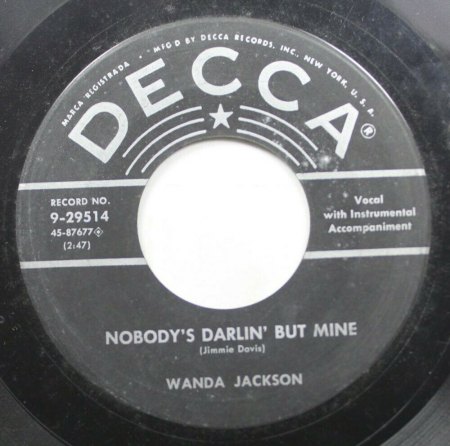 MARCA REGISTRADA • MF'G D BY DECCA RECORDS, INC., NEW YORK, U.S.A.
DECCA®
RECORD NO.
9-29514
45-87677
(2:47)
Vocal
with Instrumental
Accompaniment
NOBODY'S DARLIN' BUT MINE
(Jimmie Davis)
WANDA JACKSON